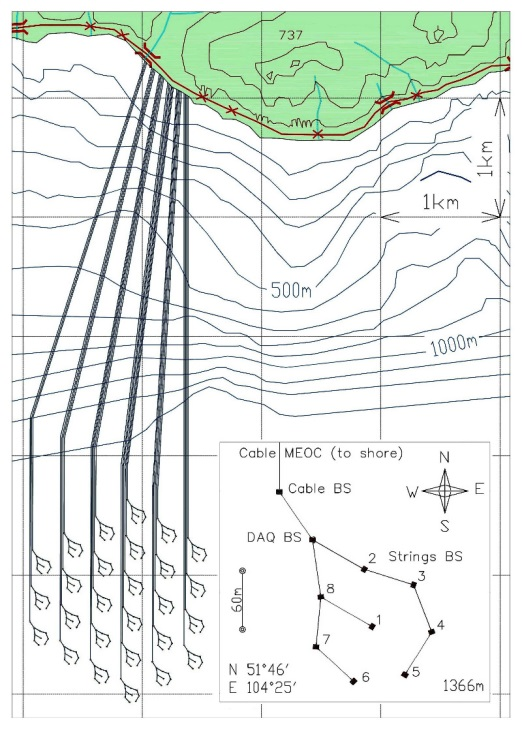 737
1km
1km
500m
1000m
Cable MEOC (to shore)
Cable BS
N
W E
S
DAQ BS
Strings BS
2
3
8
1
4
7
6
5
60m
N 51°46'
E 104°25'
1366m